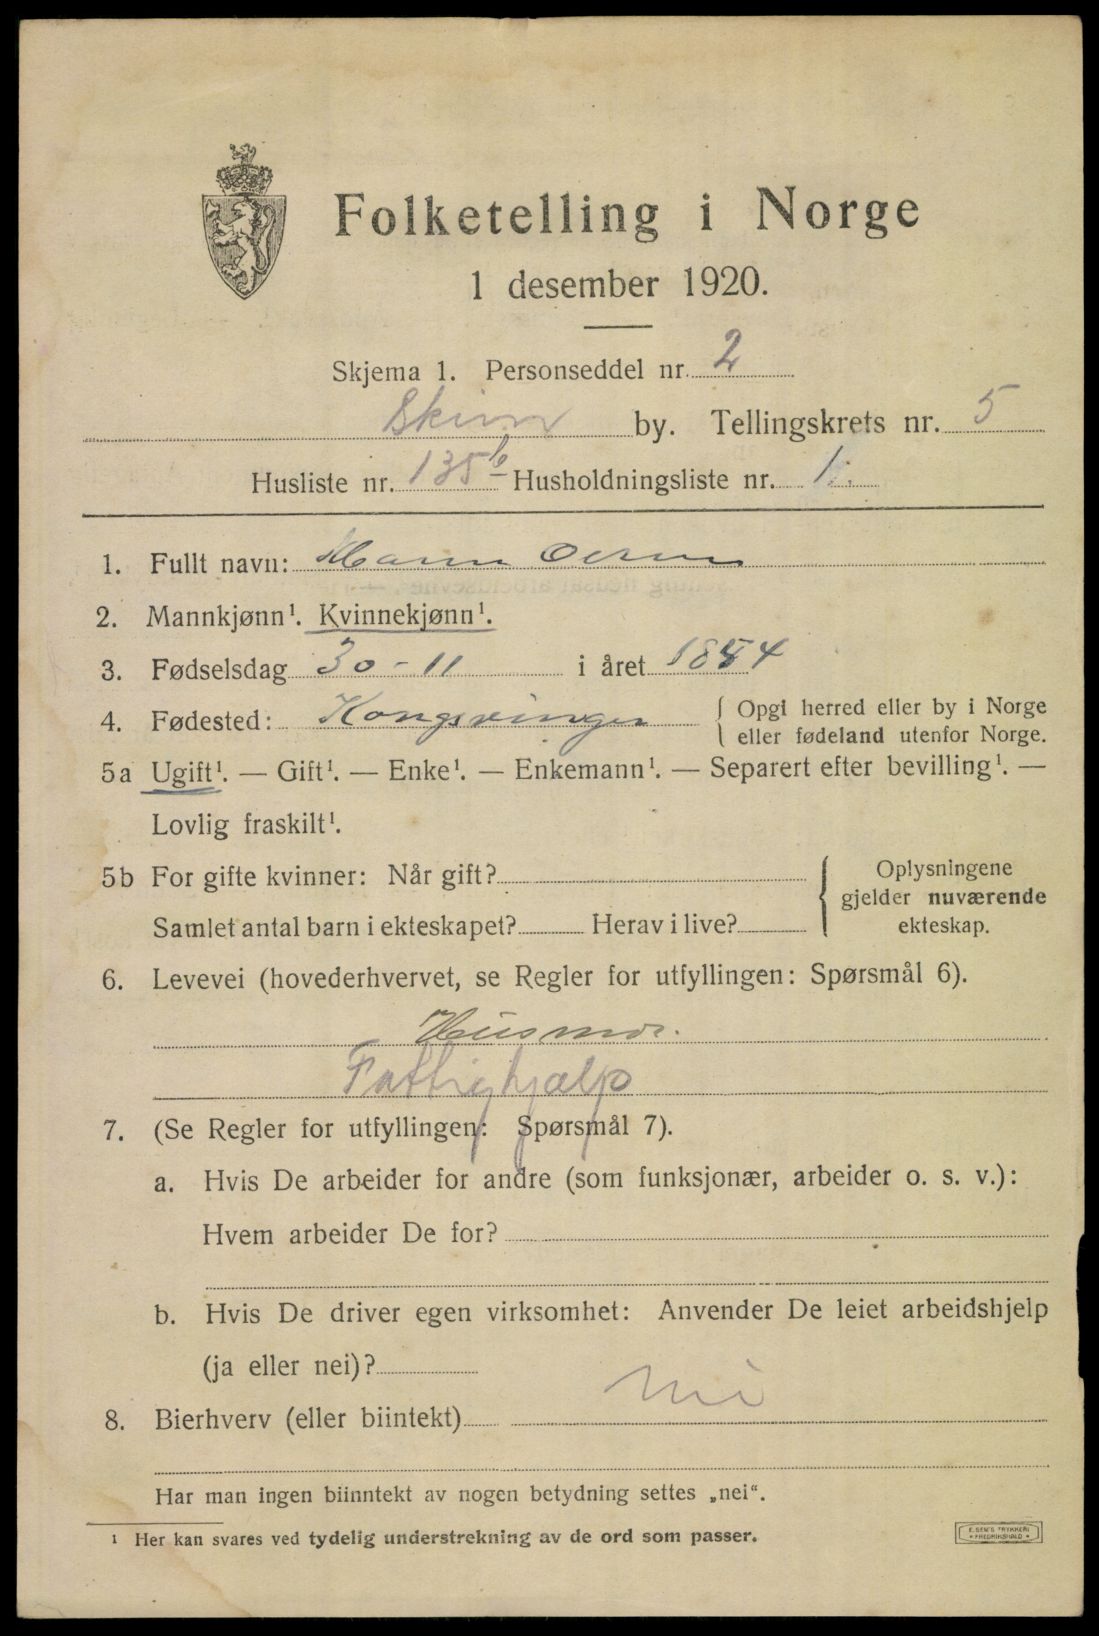 Folketelling i Norge
1 desember 1920.
Skjema 1. Personseddel nr. 2
Skien by. Tellingskrets nr. 5
Husliste nr. 135 b Husholdningsliste nr. 1.
1. Fullt navn:
2. Mannkjønn¹. Kvinnekjønn¹.
3. Fødselsdag 30-11 i året 1884
4. Fødested: Kongsvinger { Opgi herred eller by i Norge
eller fødeland utenfor Norge.
5a Ugift¹. — Gift¹. — Enke¹. — Enkemann¹. — Separert efter bevilling¹. —
Lovlig fraskilt¹.
5b For gifte kvinner: Når gift?
Samlet antal barn i ekteskapet? Herav i live?
Oplysningene
gjelder nuværende
ekteskap.
6. Levevei (hovederhvervet, se Regler for utfyllingen: Spørsmål 6).
Husmor.
Fattighjælp
7. (Se Regler for utfyllingen: Spørsmål 7).
a. Hvis De arbeider for andre (som funksjonær, arbeider o. s. v.):
Hvem arbeider De for?
b. Hvis De driver egen virksomhet: Anvender De leiet arbeidshjelp
(ja eller nei)?
8. Bierhverv (eller biintekt) nei
Har man ingen biinntekt av nogen betydning settes „nei“.
¹ Her kan svares ved tydelig understrekning av de ord som passer.
E. SEM'S TRYKKERI
FREDRIKSHALD